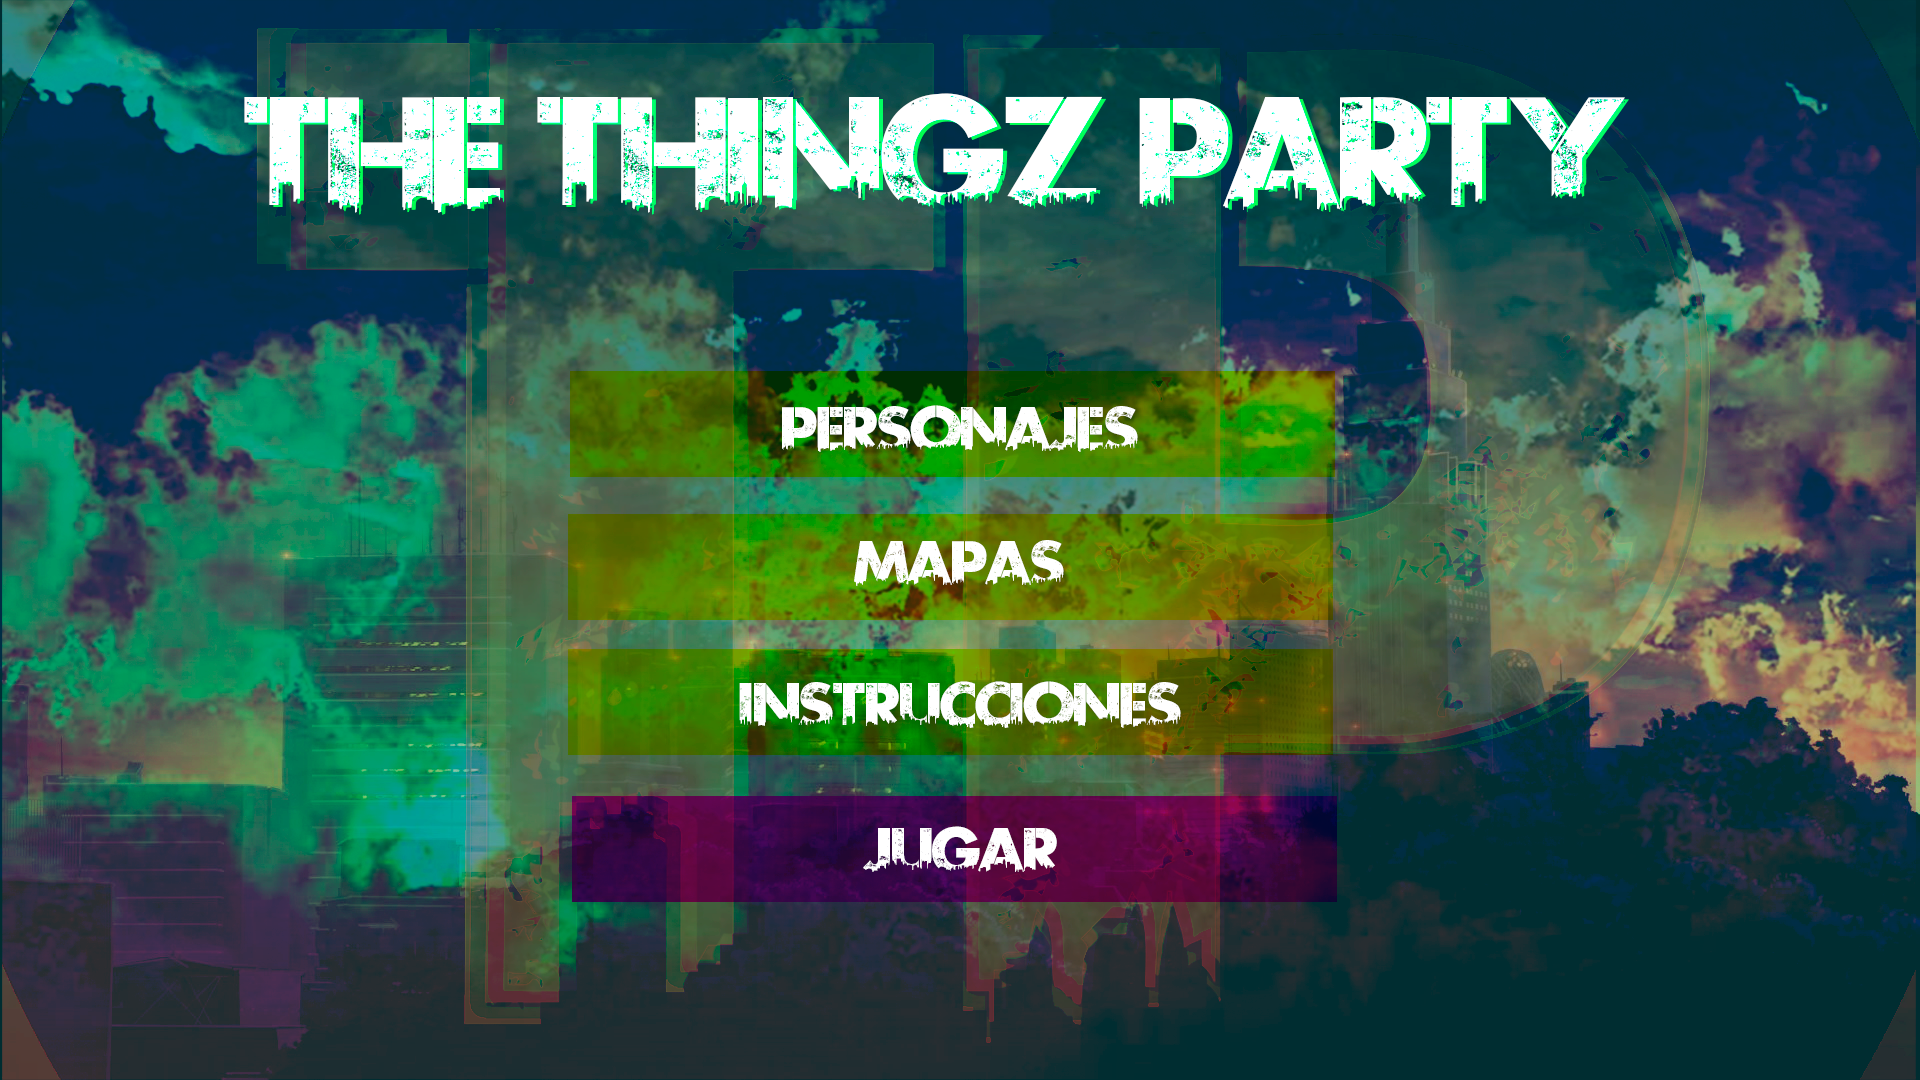 THE THINGZ PARTY
PERSONAJES
MAPAS
INSTRUCCIONES
JUGAR